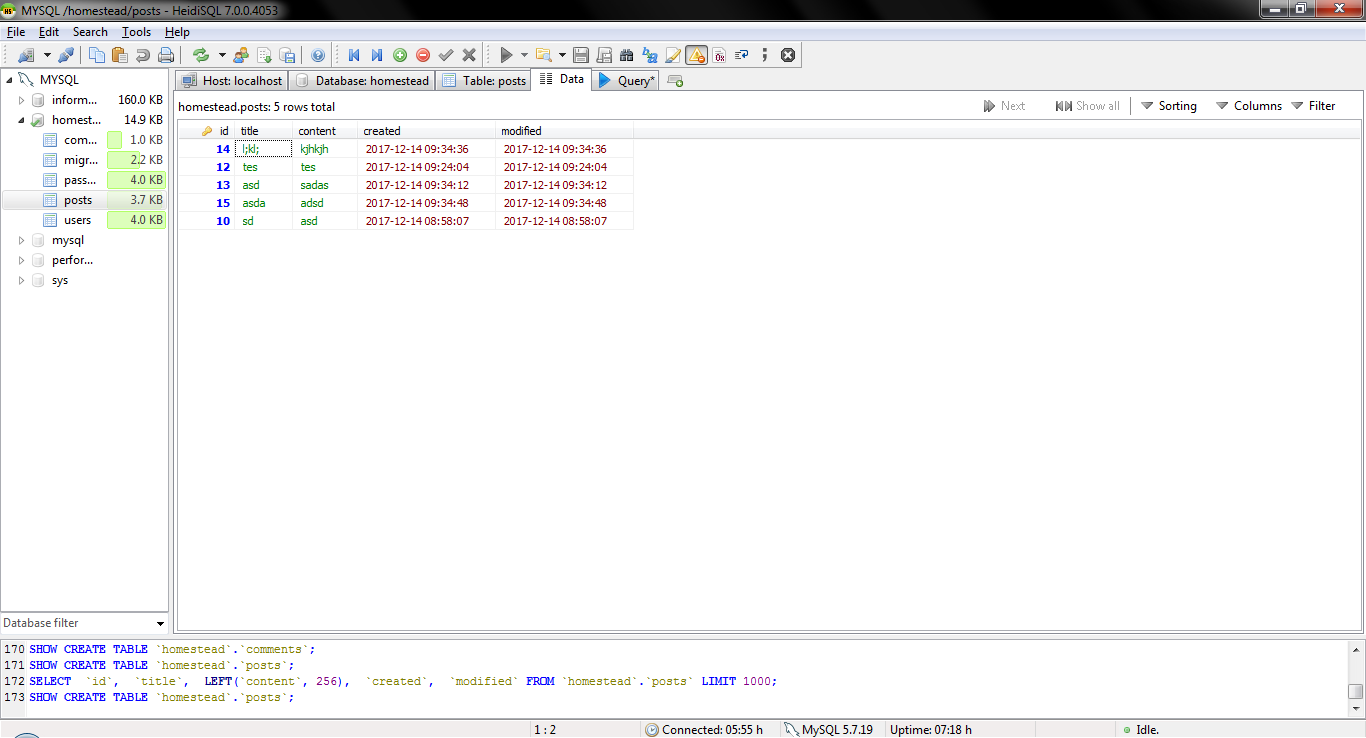 MYSQL /homestead/posts - HeidiSQL 7.0.0.4053
File Edit Search Tools Help
MYSQL
inform... 160.0 KB
homest... 14.9 KB
com... 1.0 KB
migr... 2.2 KB
pass... 4.0 KB
posts 3.7 KB
users 4.0 KB
mysql
perfor...
sys
Database filter
Host: localhost Database: homestead Table: posts Data Query*
homestead.posts: 5 rows total Next Show all Sorting Columns Filter
id title content created modified
14 l;kl; kjhkjh 2017-12-14 09:34:36 2017-12-14 09:34:36
12 tes tes 2017-12-14 09:24:04 2017-12-14 09:24:04
13 asd sadas 2017-12-14 09:34:12 2017-12-14 09:34:12
15 asda adsd 2017-12-14 09:34:48 2017-12-14 09:34:48
10 sd asd 2017-12-14 08:58:07 2017-12-14 08:58:07
170 SHOW CREATE TABLE `homestead`.`comments`;
171 SHOW CREATE TABLE `homestead`.`posts`;
172 SELECT `id`, `title`, LEFT(`content`, 256), `created`, `modified` FROM `homestead`.`posts` LIMIT 1000;
173 SHOW CREATE TABLE `homestead`.`posts`;
1 : 2 Connected: 05:55 h MySQL 5.7.19 Uptime: 07:18 h Idle.